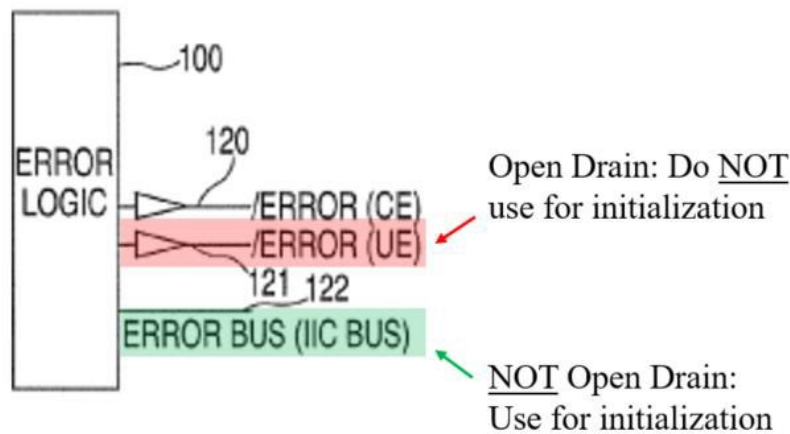 100
120
ERROR
LOGIC
/ERROR (CE)
/ERROR (UE)
121 122
ERROR BUS (IIC BUS)
Open Drain: Do NOT
use for initialization
NOT Open Drain:
Use for initialization